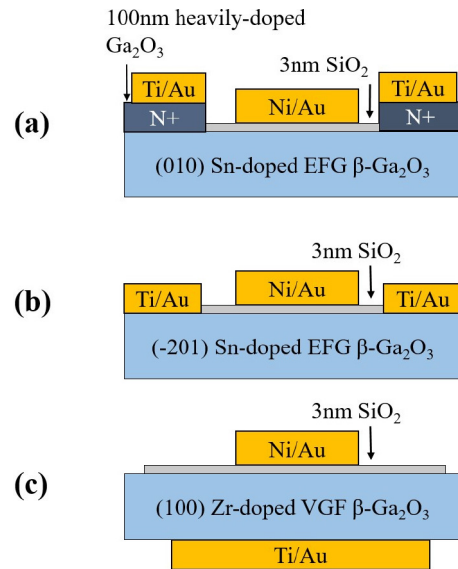 100nm heavily-doped
Ga₂O₃
3nm SiO₂
Ti/Au
Ni/Au
Ti/Au
(a)
N+
N+
(010) Sn-doped EFG β-Ga₂O₃
3nm SiO₂
(b)
Ti/Au
Ni/Au
Ti/Au
(-201) Sn-doped EFG β-Ga₂O₃
3nm SiO₂
Ni/Au
(c)
(100) Zr-doped VGF β-Ga₂O₃
Ti/Au